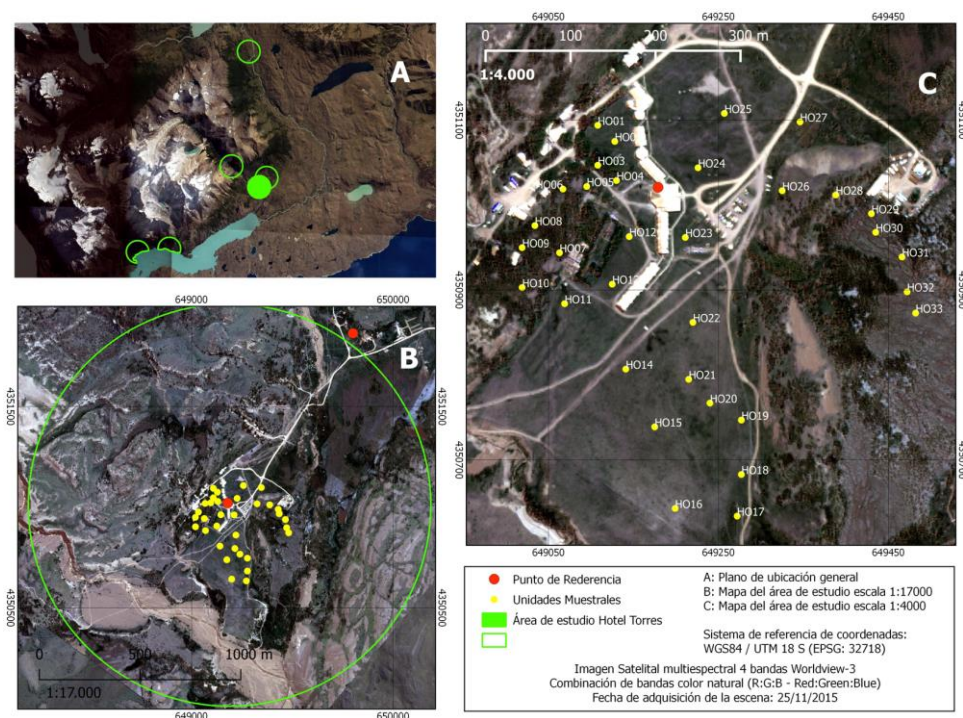 A
649000
650000
B
4351500
4350500
0
500
1000 m
1:17.000
649000
650000
649050
649250
649450
0
100
200
300 m
1:4.000
C
4351100
4350900
4350700
HO01
HO03
HO04
HO05
HO06
HO08
HO09
HO07
HO10
HO11
HO12
HO14
HO15
HO16
HO17
HO18
HO19
HO20
HO21
HO22
HO23
HO24
HO25
HO26
HO27
HO28
HO29
HO30
HO31
HO32
HO33
4351100
4350900
4350700
649050
649250
649450
Punto de Rederencia
Unidades Muestrales
Área de estudio Hotel Torres
A: Plano de ubicación general
B: Mapa del área de estudio escala 1:17000
C: Mapa del área de estudio escala 1:4000
Sistema de referencia de coordenadas:
WGS84 / UTM 18 S (EPSG: 32718)
Imagen Satelital multiespectral 4 bandas Worldview-3
Combinación de bandas color natural (R:G:B - Red:Green:Blue)
Fecha de adquisición de la escena: 25/11/2015